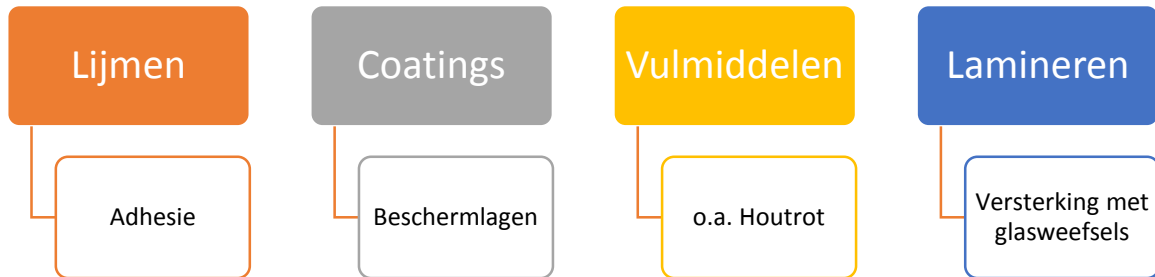 Lijmen
Adhesie
Coatings
Beschermlagen
Vulmiddelen
o.a. Houtrot
Lamineren
Versterking met
glasweefsels